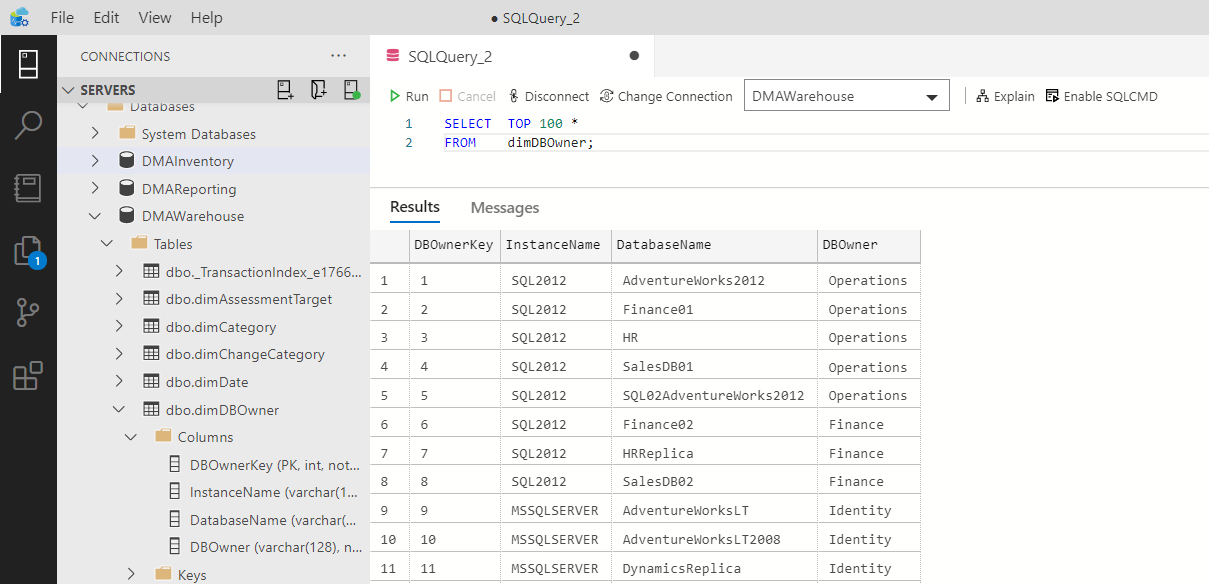 File Edit View Help ● SQLQuery_2
CONNECTIONS ...
SERVERS
Databases
System Databases
DMAInventory
DMAReporting
DMAWarehouse
Tables
dbo._TransactionIndex_e1766...
dbo.dimAssessmentTarget
dbo.dimCategory
dbo.dimChangeCategory
dbo.dimDate
dbo.dimDBOwner
Columns
DBOwnerKey (PK, int, not...
InstanceName (varchar(1...
DatabaseName (varchar(...
DBOwner (varchar(128), n...
Keys
1
SQLQuery_2 ●
Run Cancel Disconnect Change Connection DMAWarehouse Explain Enable SQLCMD
1 SELECT TOP 100 *
2 FROM dimDBOwner;
Results Messages
DBOwnerKey InstanceName DatabaseName DBOwner
1 1 SQL2012 AdventureWorks2012 Operations
2 2 SQL2012 Finance01 Operations
3 3 SQL2012 HR Operations
4 4 SQL2012 SalesDB01 Operations
5 5 SQL2012 SQL02AdventureWorks2012 Operations
6 6 SQL2012 Finance02 Finance
7 7 SQL2012 HRReplica Finance
8 8 SQL2012 SalesDB02 Finance
9 9 MSSQLSERVER AdventureWorksLT Identity
10 10 MSSQLSERVER AdventureWorksLT2008 Identity
11 11 MSSQLSERVER DynamicsReplica Identity